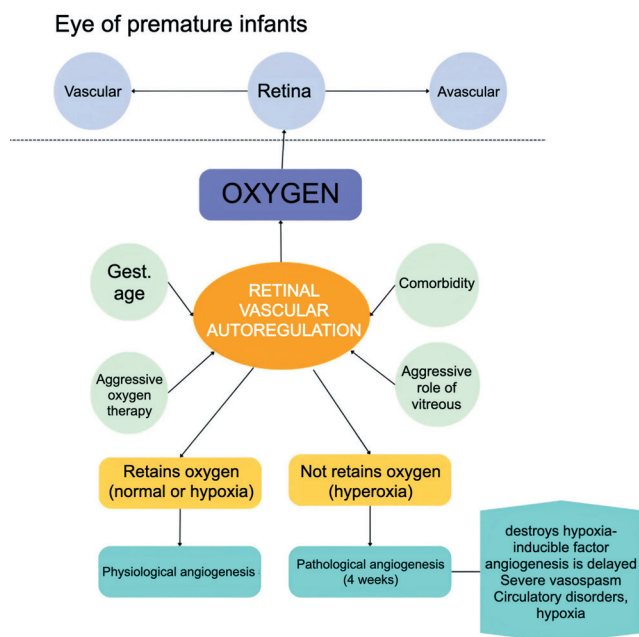 Eye of premature infants
Vascular
Retina
Avascular
OXYGEN
Gest.
age
RETINAL
VASCULAR
AUTOREGULATION
Comorbidity
Aggressive
oxygen
therapy
Aggressive
role of
vitreous
Retains oxygen
(normal or hypoxia)
Not retains oxygen
(hyperoxia)
Physiological angiogenesis
Pathological angiogenesis
(4 weeks)
destroys hypoxia-
inducible factor
angiogenesis is delayed
Severe vasospasm
Circulatory disorders,
hypoxia